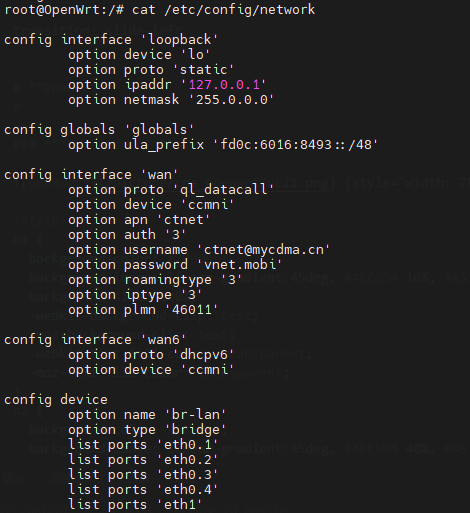 root@OpenWrt:/# cat /etc/config/network
config interface 'loopback'
option device 'lo'
option proto 'static'
option ipaddr '127.0.0.1'
option netmask '255.0.0.0'
config globals 'globals'
option ula_prefix 'fd0c:6016:8493::/48'
config interface 'wan'
option proto 'ql_datacall'
option device 'ccmni'
option apn 'ctnet'
option auth '3'
option username 'ctnet@mycdma.cn'
option password 'vnet.mobi'
option roamingtype '3'
option iptype '3'
option plmn '46011'
config interface 'wan6'
option proto 'dhcpv6'
option device 'ccmni'
config device
option name 'br-lan'
option type 'bridge'
list ports 'eth0.1'
list ports 'eth0.2'
list ports 'eth0.3'
list ports 'eth0.4'
list ports 'eth1'